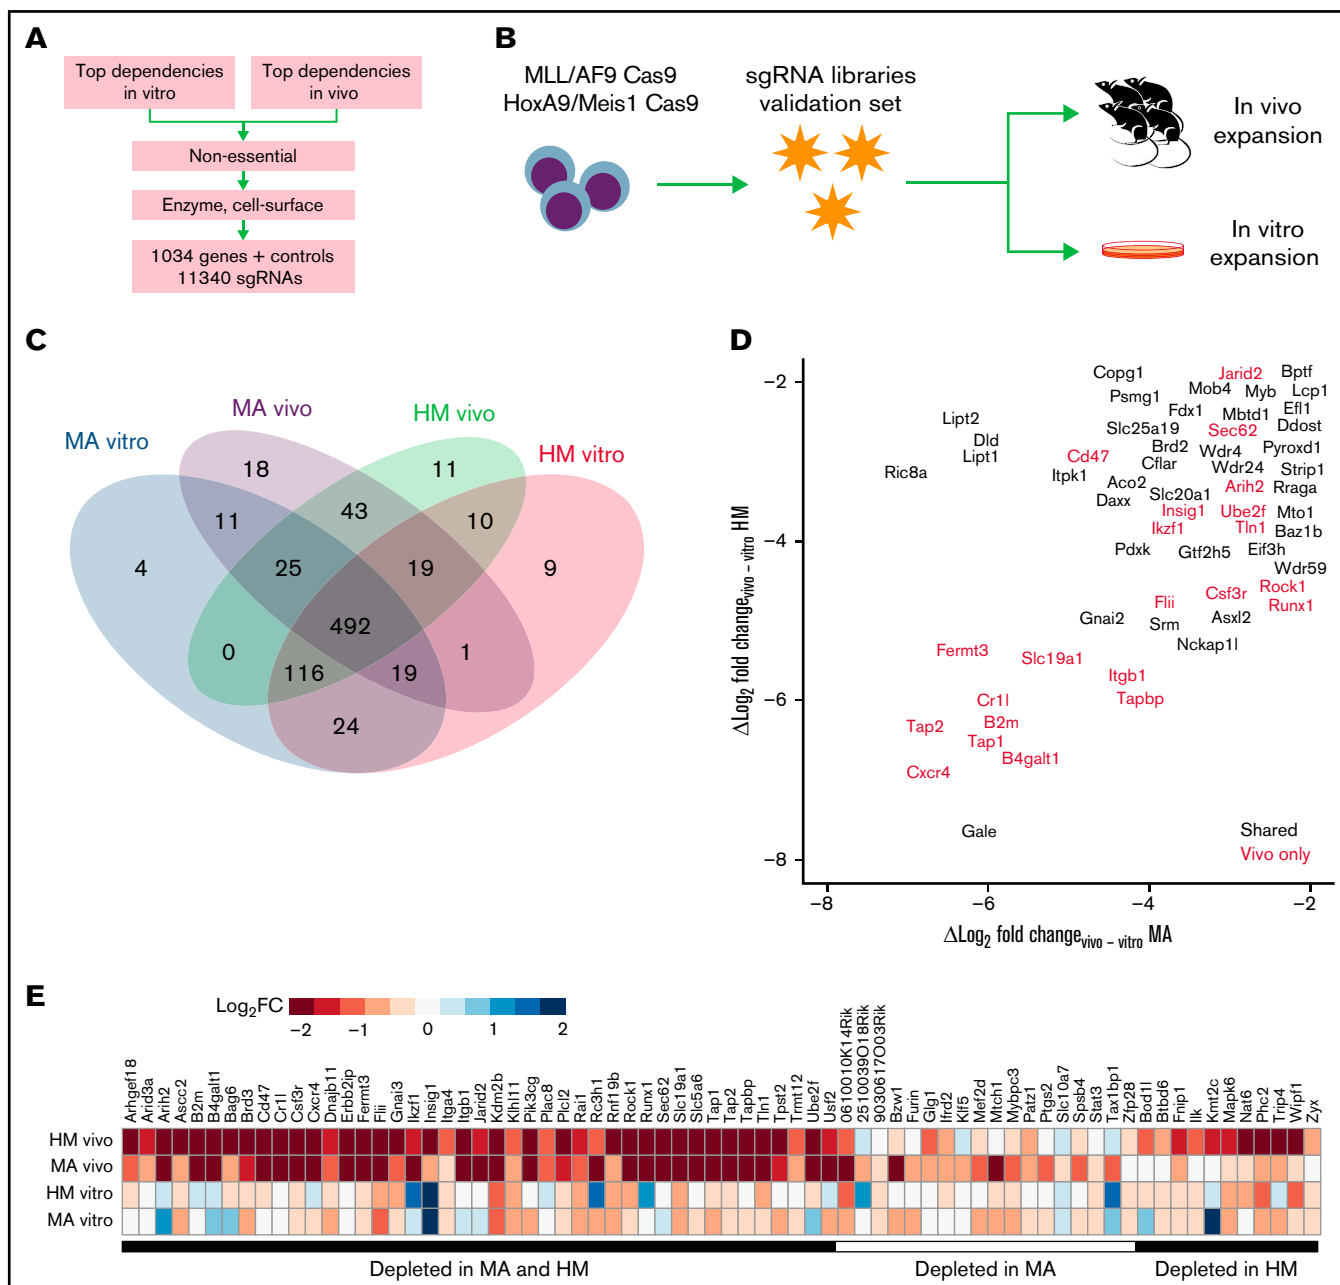 A
Top dependencies
in vitro
Top dependencies
in vivo
Non-essential
Enzyme, cell-surface
1034 genes + controls
11340 sgRNAs
B
MLL/AF9 Cas9
HoxA9/Meis1 Cas9
sgRNA libraries
validation set
In vivo
expansion
In vitro
expansion
C
MA vitro
MA vivo
HM vivo
HM vitro
18
11
11
43
10
4
25
19
9
492
0
116
19
1
24
D
ΔLog2 fold change vivo – vitro HM
−2
−4
−6
−8
−8
−6
−4
−2
ΔLog2 fold change vivo – vitro MA
Copg1
Jarid2
Bptf
Psmg1
Mob4
Myb
Lcp1
Lipt2
Fdx1
Mbtd1
Efl1
Slc25a19
Sec62
Ddost
Dld
Lipt1
Cd47
Brd2
Wdr4
Pyroxd1
Ric8a
Itpk1
Cflar
Wdr24
Strip1
Aco2
Daxx
Slc20a1
Arih2
Rraga
Insig1
Ube2f
Mto1
Ikzf1
Tln1
Baz1b
Pdxk
Gtf2h5
Eif3h
Wdr59
Rock1
Flii
Csf3r
Runx1
Gnai2
Srm
Asxl2
Nckap1l
Fermt3
Slc19a1
Itgb1
Tapbp
Cr1l
Tap2
B2m
Tap1
B4galt1
Cxcr4
Gale
Shared
Vivo only
E
Log2FC
−2
−1
0
1
2
Arhgef18
Arid3a
Arih2
Ascc2
B2m
B4galt1
Bag6
Brd3
Cd47
Cr1l
Csf3r
Cxcr4
Dnajb11
Erbb2ip
Fermt3
Flii
Gnai3
Ikzf1
Insig1
Itga4
Itgb1
Jarid2
Kdm2b
Klhl11
Pik3cg
Plac8
Plcl2
Rai1
Rc3h1
Rnf19b
Rock1
Runx1
Sec62
Slc19a1
Slc5a6
Tap1
Tap2
Tapbp
Tln1
Tpst2
Trmt12
Ube2f
Usf2
0610010K14Rik
2510039O18Rik
9030617O03Rik
Bzw1
Furin
Glg1
Ifrd2
Klf5
Mef2d
Mtch1
Mybpc3
Patz1
Ptgs2
Slc10a7
Spsb4
Stat3
Tax1bp1
Zfp28
Bod1l
Btbd6
Fnip1
Ilk
Kmt2c
Mapk6
Nat6
Phc2
Trip4
Wipf1
Zyx
HM vivo
MA vivo
HM vitro
MA vitro
Depleted in MA and HM
Depleted in MA
Depleted in HM